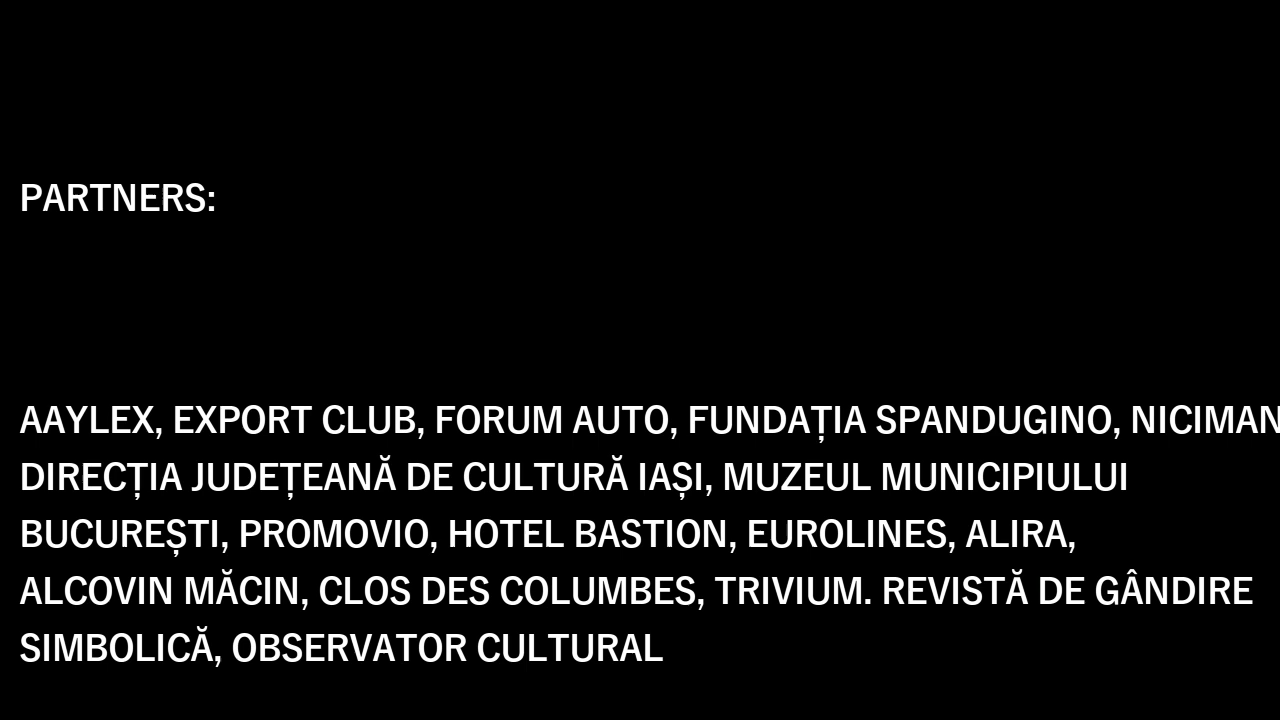 PARTNERS:
AAYLEX, EXPORT CLUB, FORUM AUTO, FUNDAȚIA SPANDUGINO, NICIMAN
DIRECȚIA JUDEȚEANĂ DE CULTURĂ IAȘI, MUZEUL MUNICIPIULUI
BUCUREȘTI, PROMOVIO, HOTEL BASTION, EUROLINES, ALIRA,
ALCOVIN MĂCIN, CLOS DES COLUMBES, TRIVIUM. REVISTĂ DE GÂNDIRE
SIMBOLICĂ, OBSERVATOR CULTURAL